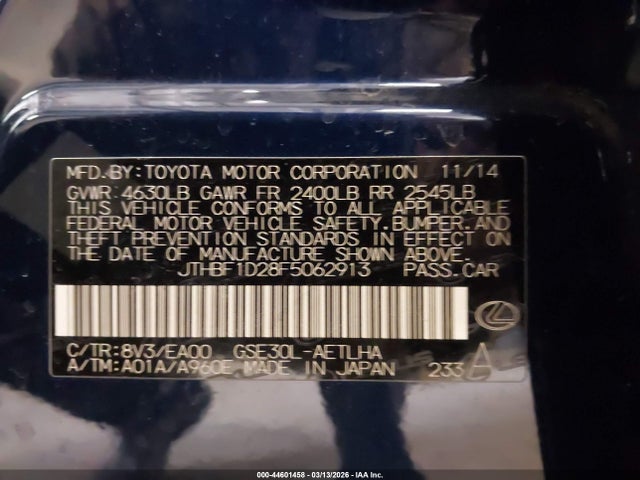 MFD. BY: TOYOTA MOTOR CORPORATION 11/14
GVWR 4630LB GAWR FR 2400LB RR 2545LB
THIS VEHICLE CONFORMS TO ALL APPLICABLE
FEDERAL MOTOR VEHICLE SAFETY, BUMPER, AND
THEFT PREVENTION STANDARDS IN EFFECT ON
THE DATE OF MANUFACTURE SHOWN ABOVE.
JTHBF1D28F5062913 PASS. CAR
C/TR: 8V3/EA00 GSE30L-AETLHA
A/TM: A01A/A960E MADE IN JAPAN 233 A
000-44601458 - 03/13/2026 - IAA Inc.